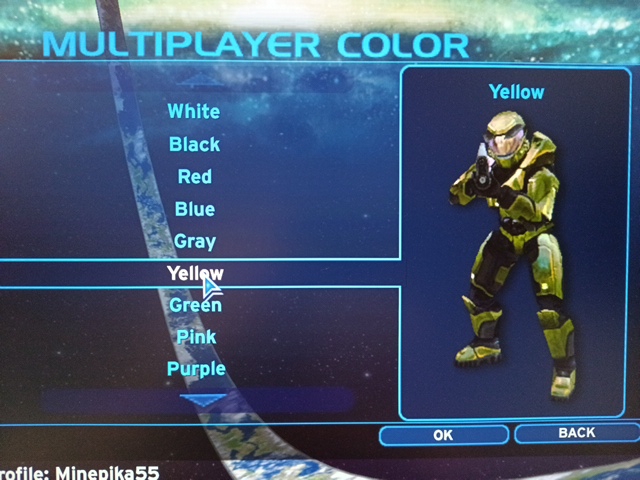 MULTIPLAYER COLOR
White
Black
Red
Blue
Gray
Yellow
Green
Pink
Purple
Yellow
OK
BACK
rofile: Minepika55